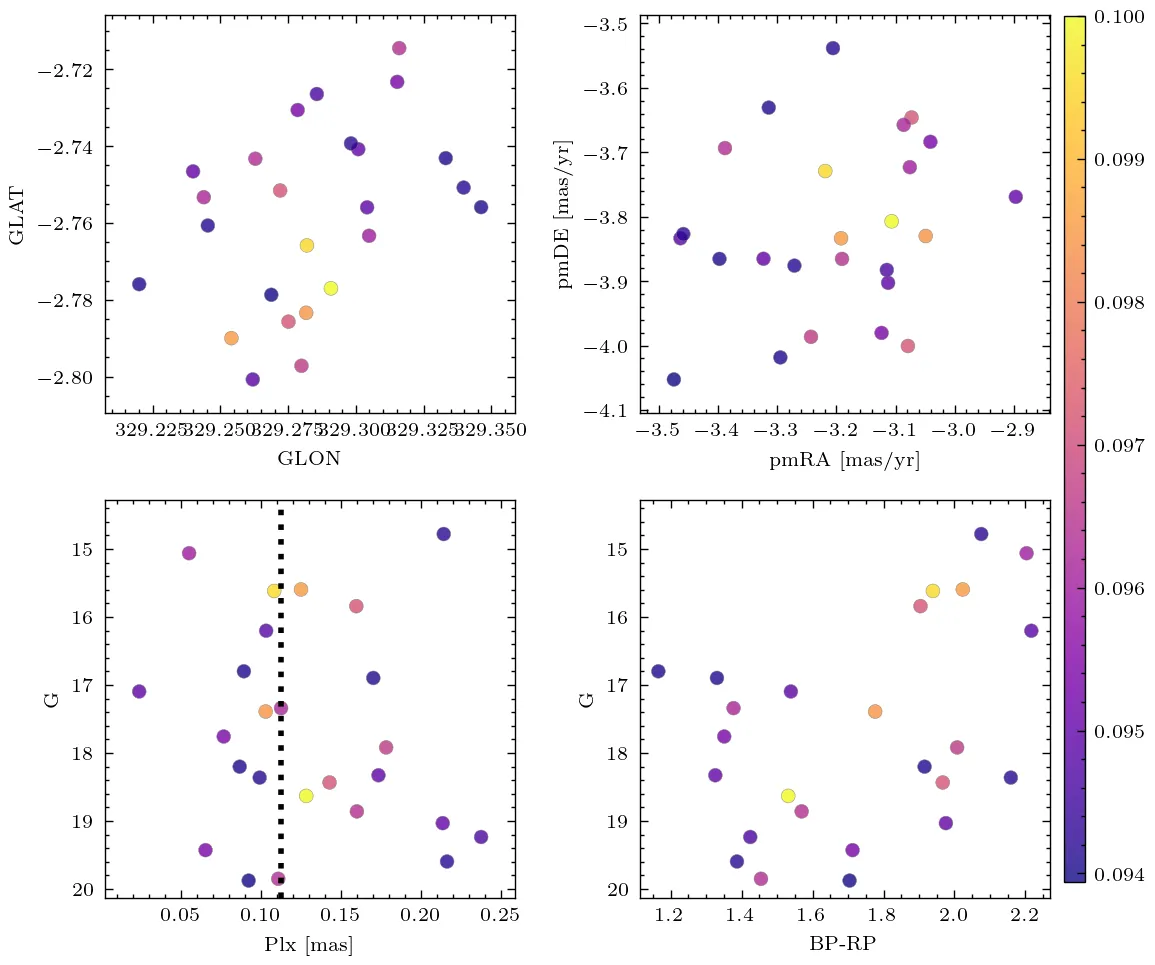 −2.72
−2.74
−2.76
−2.78
−2.80
GLAT
329.225 329.250 329.275 329.300 329.325 329.350
GLON
−3.5
−3.6
−3.7
−3.8
−3.9
−4.0
−4.1
pmDE [mas/yr]
−3.5 −3.4 −3.3 −3.2 −3.1 −3.0 −2.9
pmRA [mas/yr]
0.100
0.099
0.098
0.097
0.096
0.095
0.094
15
16
17
18
19
20
G
0.05 0.10 0.15 0.20 0.25
Plx [mas]
15
16
17
18
19
20
G
1.2 1.4 1.6 1.8 2.0 2.2
BP-RP